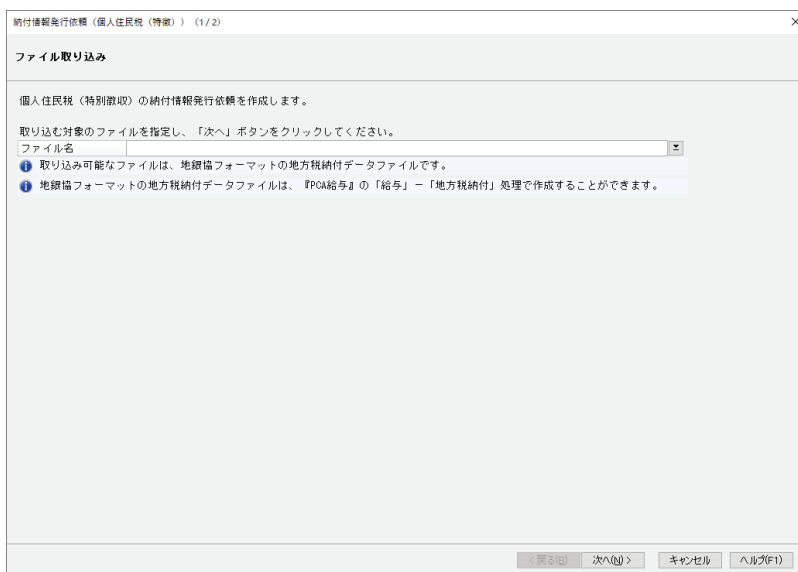 納付情報発行依頼（個人住民税（特徴））（1/2）
ファイル取り込み
個人住民税（特別徴収）の納付情報発行依頼を作成します。
取り込む対象のファイルを指定し、「次へ」ボタンをクリックしてください。
ファイル名
取り込み可能なファイルは、地銀協フォーマットの地方税納付データファイルです。
地銀協フォーマットの地方税納付データファイルは、『PCA給与』の「給与」－「地方税納付」処理で作成することができます。
< 戻る(B) 次へ(N) > キャンセル ヘルプ(F1)